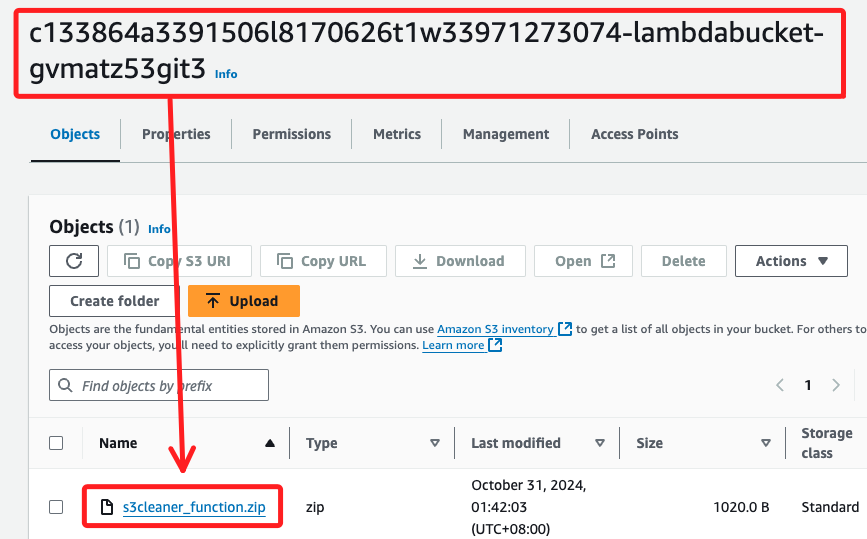 c133864a3391506l8170626t1w33971273074-lambdabucket-
gvmatz53git3 Info
Objects Properties Permissions Metrics Management Access Points
Objects (1) Info
Copy S3 URI Copy URL Download Open Delete Actions
Create folder Upload
Objects are the fundamental entities stored in Amazon S3. You can use Amazon S3 inventory to get a list of all objects in your bucket. For others to
access your objects, you'll need to explicitly grant them permissions. Learn more
Find objects by prefix
1
Name Type Last modified Size Storage
class
October 31, 2024,
s3cleaner_function.zip zip 01:42:03 1020.0 B Standard
(UTC+08:00)